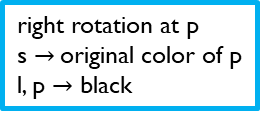 right rotation at p
s → original color of p
l, p → black